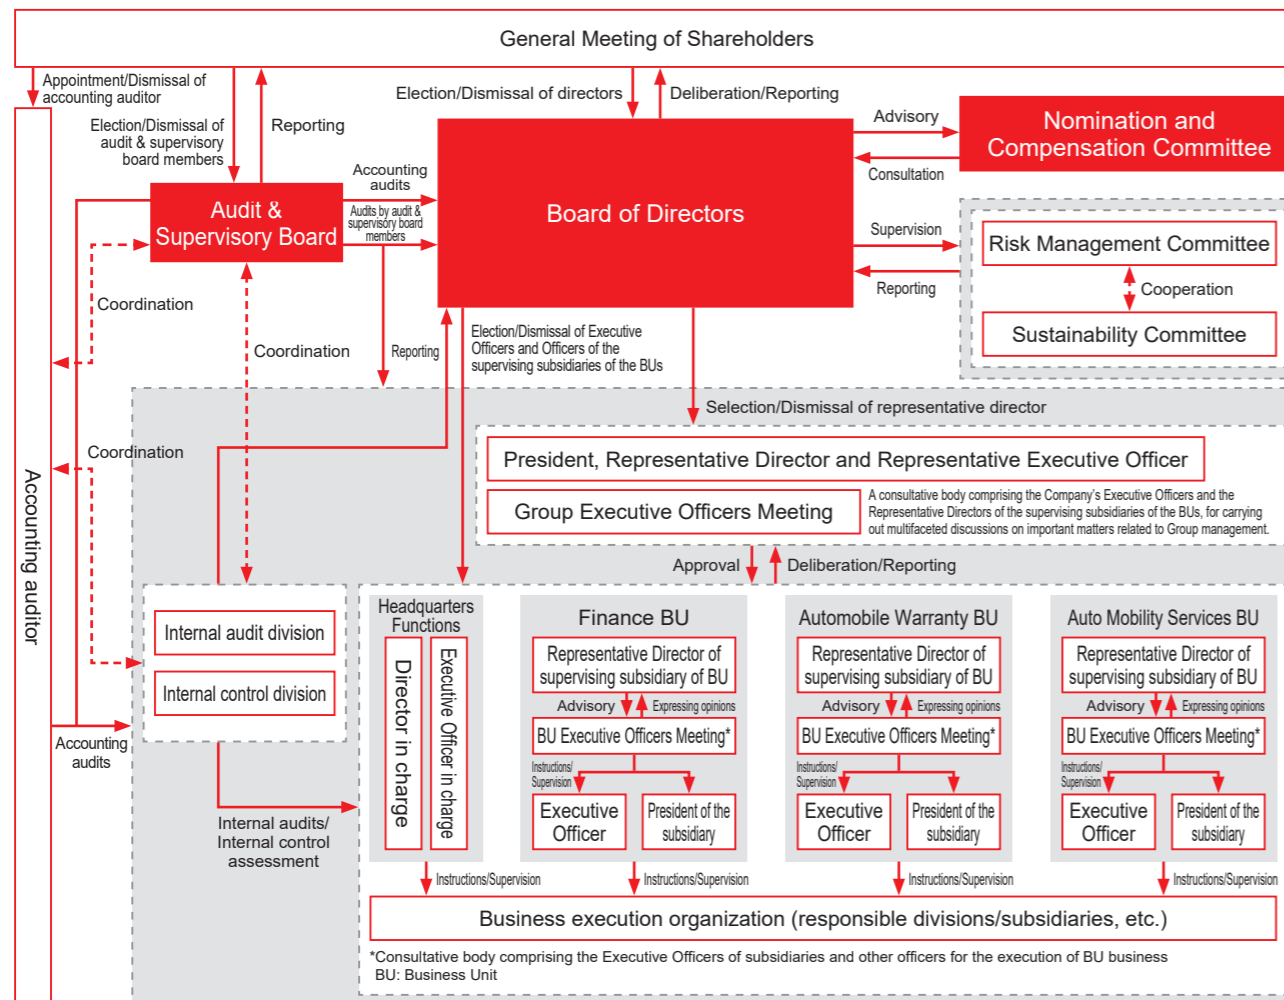 General Meeting of Shareholders
Appointment/Dismissal of
accounting auditor
Election/Dismissal of
audit & supervisory
board members
Reporting
Election/Dismissal of directors
Deliberation/Reporting
Advisory
Consultation
Nomination and
Compensation Committee
Audit &
Supervisory Board
Accounting
audits
Audits by audit &
supervisory board
members
Board of Directors
Supervision
Reporting
Risk Management Committee
Cooperation
Sustainability Committee
Coordination
Coordination
Reporting
Election/Dismissal of Executive
Officers and Officers of the
supervising subsidiaries of the BUs
Selection/Dismissal of representative director
Coordination
Accounting auditor
President, Representative Director and Representative Executive Officer
Group Executive Officers Meeting
A consultative body comprising the Company's Executive Officers and the
Representative Directors of the supervising subsidiaries of the BUs, for carrying
out multifaceted discussions on important matters related to Group management.
Approval
Deliberation/Reporting
Internal audit division
Internal control division
Accounting
audits
Internal audits/
Internal control
assessment
Headquarters
Functions
Director in charge
Executive Officer in charge
Finance BU
Representative Director of
supervising subsidiary of BU
Advisory
Expressing opinions
BU Executive Officers Meeting*
Instructions/
Supervision
Executive
Officer
President of the
subsidiary
Automobile Warranty BU
Representative Director of
supervising subsidiary of BU
Advisory
Expressing opinions
BU Executive Officers Meeting*
Instructions/
Supervision
Executive
Officer
President of the
subsidiary
Auto Mobility Services BU
Representative Director of
supervising subsidiary of BU
Advisory
Expressing opinions
BU Executive Officers Meeting*
Instructions/
Supervision
Executive
Officer
President of the
subsidiary
Instructions/Supervision
Instructions/Supervision
Instructions/Supervision
Instructions/Supervision
Business execution organization (responsible divisions/subsidiaries, etc.)
*Consultative body comprising the Executive Officers of subsidiaries and other officers for the execution of BU business
BU: Business Unit